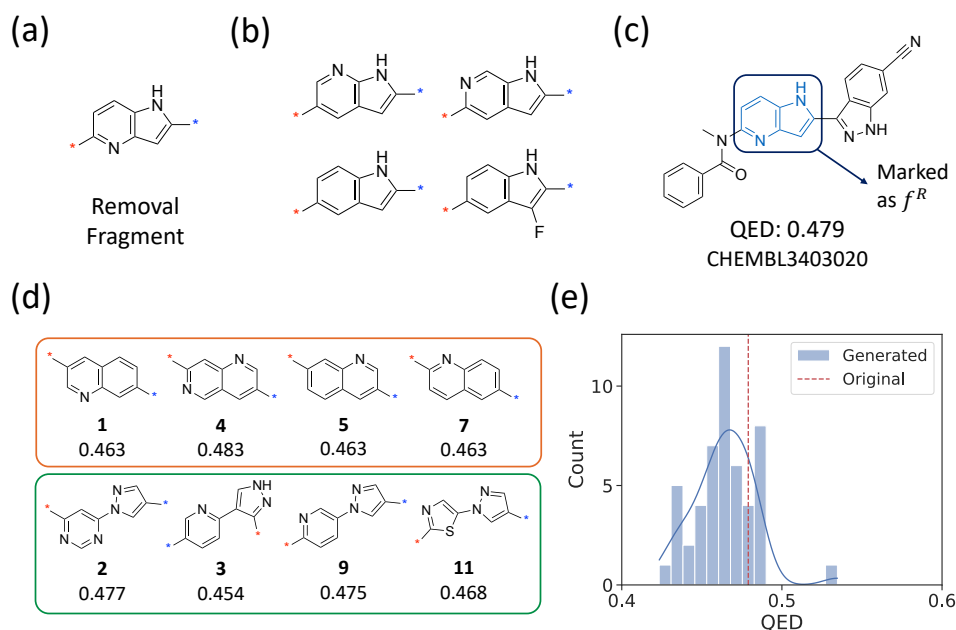 (a)
H
N
N
*
*
Removal
Fragment
(b)
N
H
N
*
*
N
H
N
*
*
H
N
*
*
H
N
F
*
*
(c)
N
H
N
N
N
O
N
NH
Marked
as f^R
QED: 0.479
CHEMBL3403020
(d)
*
N
*
1
0.463
*
N
N
*
4
0.483
*
N
*
5
0.463
*
N
*
7
0.463
*
N
N
N
N
*
2
0.477
N
NH
N
*
*
3
0.454
N
N
N
*
*
9
0.475
N
S
N
N
*
*
11
0.468
(e)
Generated
Original
Count
10
5
0
0.4
0.5
0.6
QED